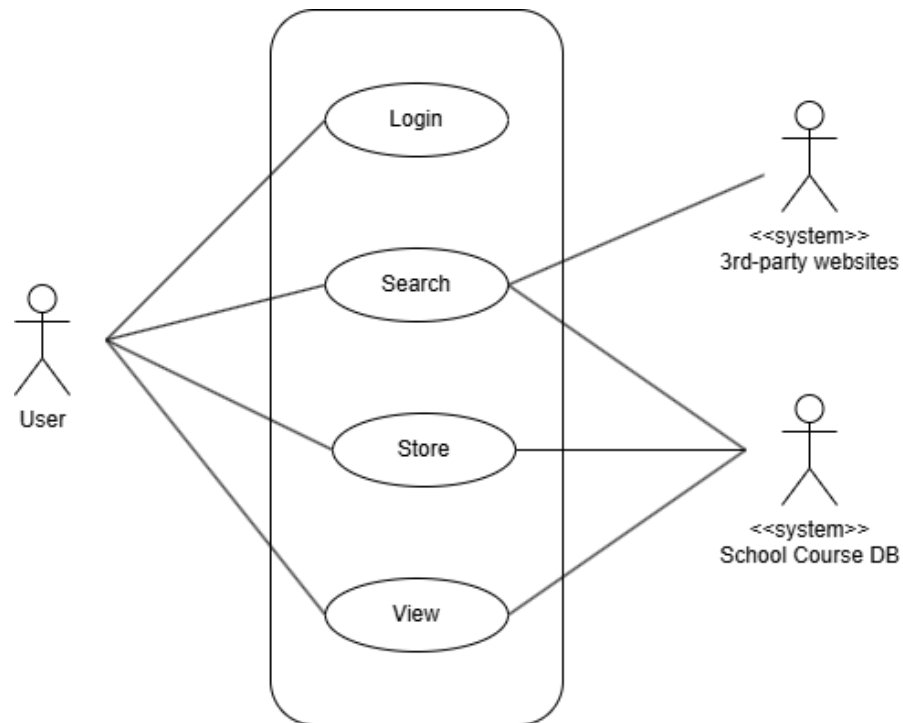 Login
<<system>>
3rd-party websites
Search
User
Store
<<system>>
School Course DB
View